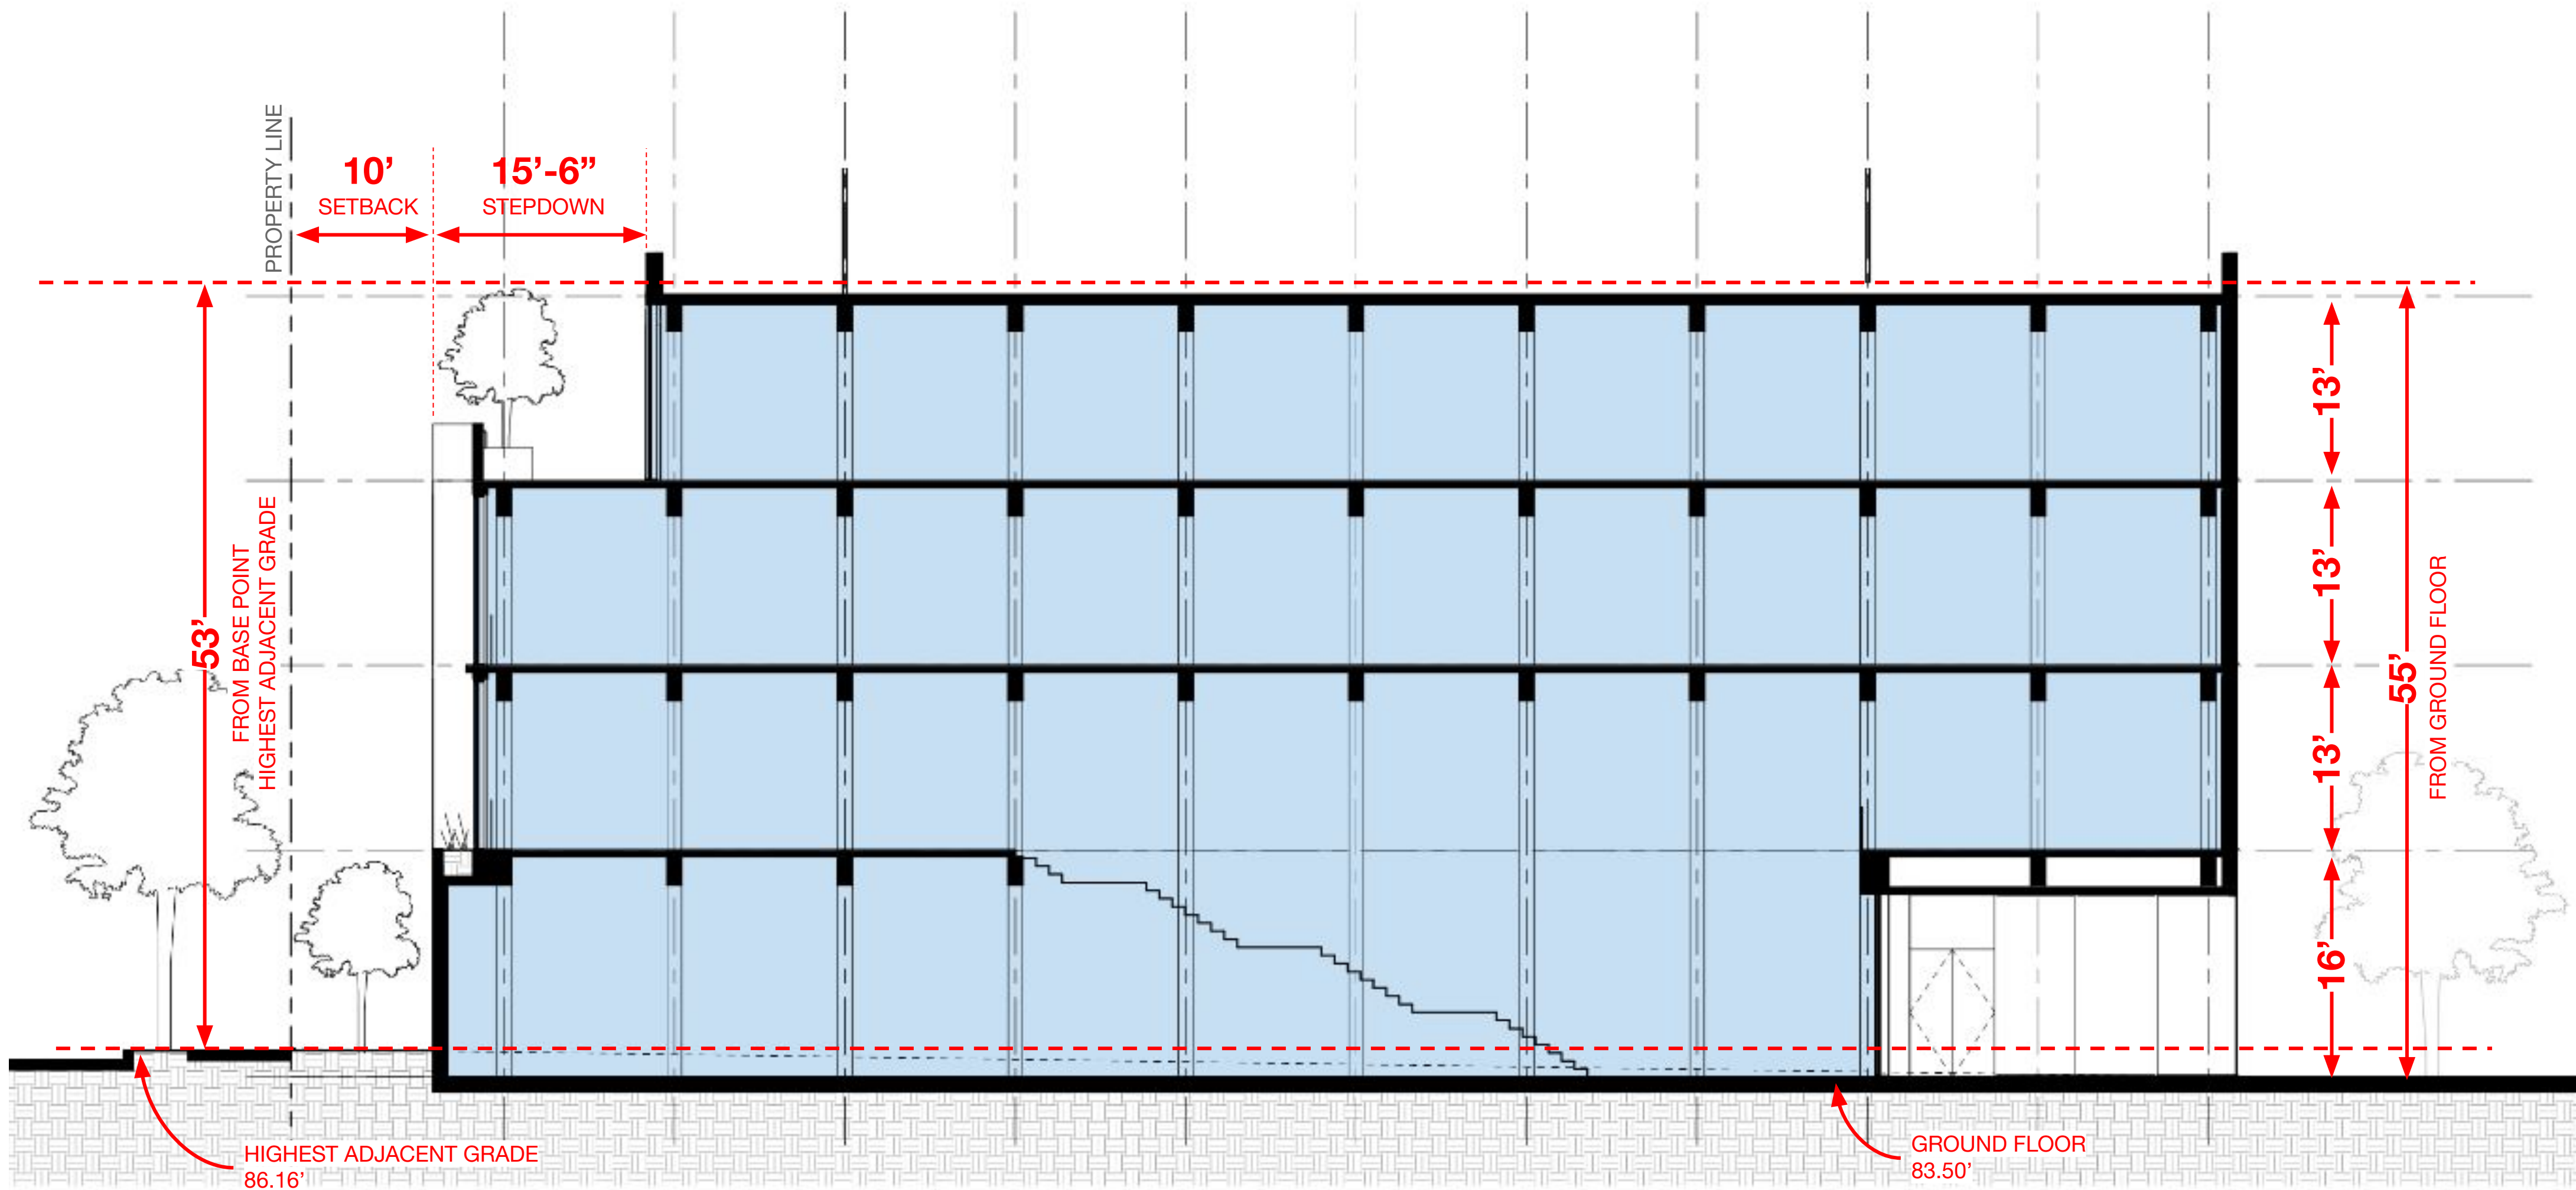 PROPERTY LINE
10’
SETBACK
15’-6”
STEPDOWN
53’
FROM BASE POINT
HIGHEST ADJACENT GRADE
13’
13’
13’
16’
55’
FROM GROUND FLOOR
HIGHEST ADJACENT GRADE
86.16’
GROUND FLOOR
83.50’